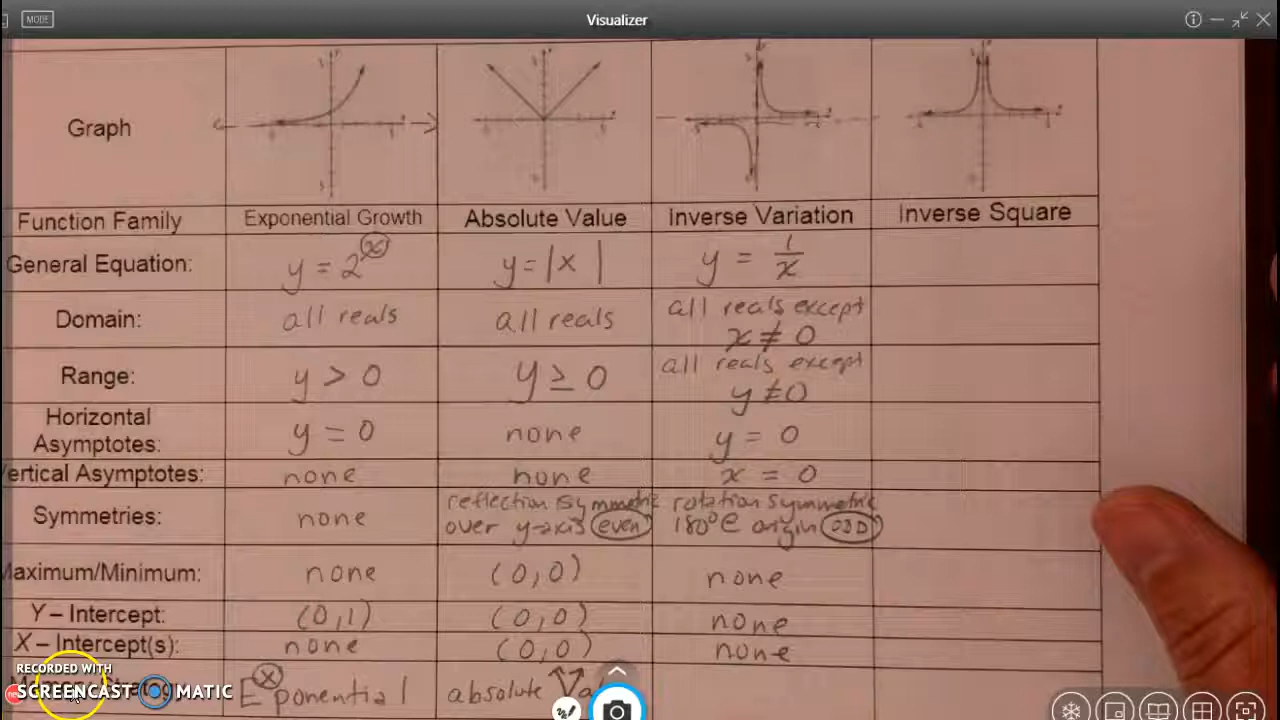 MODE
Visualizer
Graph
Function Family Exponential Growth Absolute Value Inverse Variation Inverse Square
General Equation: y = 2^x y = |x| y = 1/x
Domain: all reals all reals all reals except x ≠ 0
Range: y > 0 y ≥ 0 all reals except y ≠ 0
Horizontal Asymptotes: y = 0 none y = 0
Vertical Asymptotes: none none x = 0
Symmetries: none reflection symmetric over y-axis even rotation symmetric 180° @ origin ODD
Maximum/Minimum: none (0,0) none
Y – Intercept: (0,1) (0,0) none
X – Intercept(s): none (0,0) none
Exponential absolute
RECORDED WITH
SCREENCAST MATIC